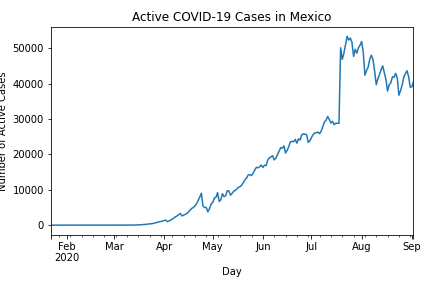 Active COVID-19 Cases in Mexico
Number of Active Cases
50000
40000
30000
20000
10000
0
Feb
2020
Mar
Apr
May
Jun
Jul
Aug
Sep
Day